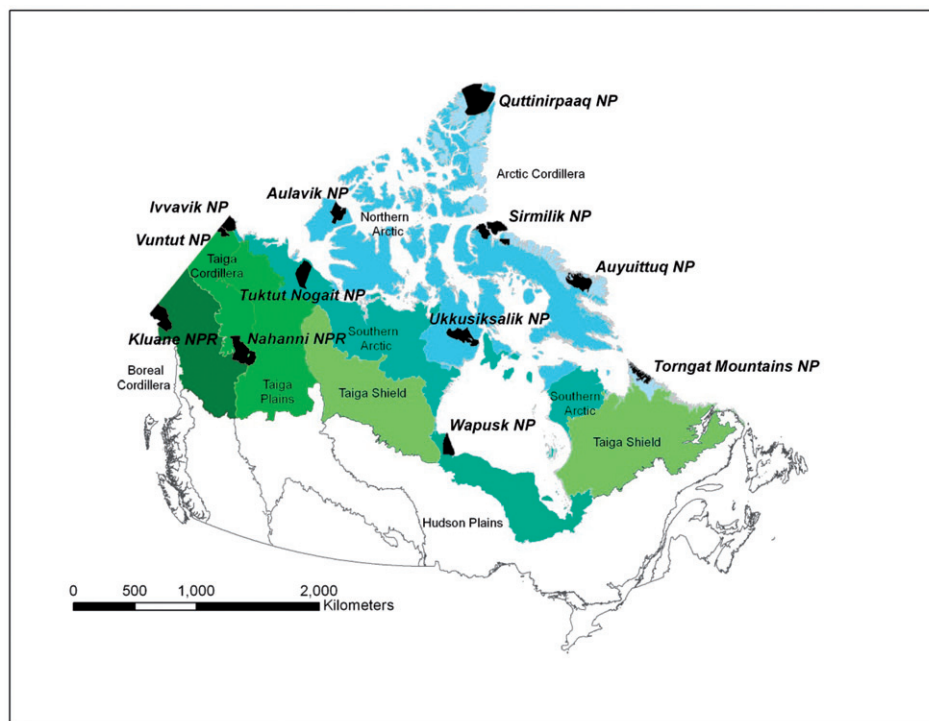 Quttinirpaaq NP
Arctic Cordillera
Aulavik NP
Ivvavik NP
Northern
Arctic
Sirmilik NP
Vuntut NP
Taiga
Cordillera
Auyuittuq NP
Tuktut Nogait NP
Ukkusiksalik NP
Kluane NPR
Nahanni NPR
Southern
Arctic
Boreal
Cordillera
Torngat Mountains NP
Taiga
Plains
Taiga Shield
Southern
Arctic
Wapusk NP
Taiga Shield
Hudson Plains
0 500 1,000 2,000
Kilometers